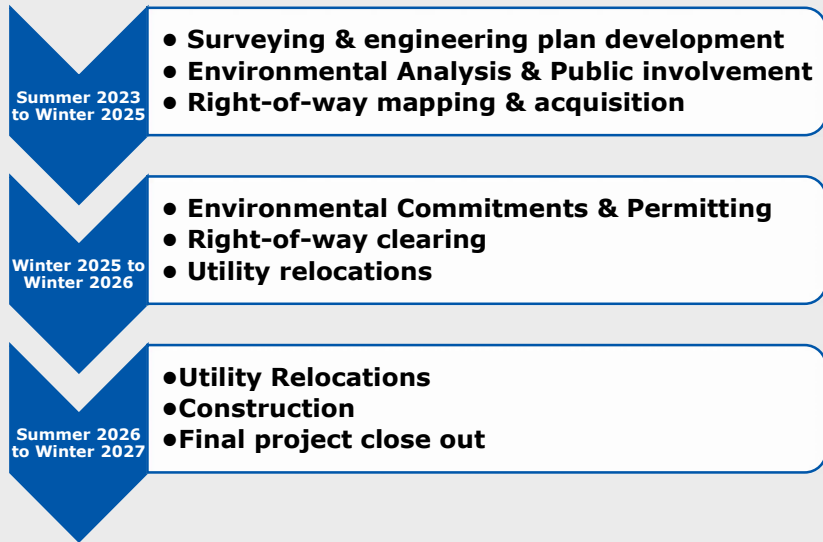 Summer 2023
to Winter 2025
● Surveying & engineering plan development
● Environmental Analysis & Public involvement
● Right-of-way mapping & acquisition
Winter 2025 to
Winter 2026
● Environmental Commitments & Permitting
● Right-of-way clearing
● Utility relocations
Summer 2026
to Winter 2027
●Utility Relocations
●Construction
●Final project close out